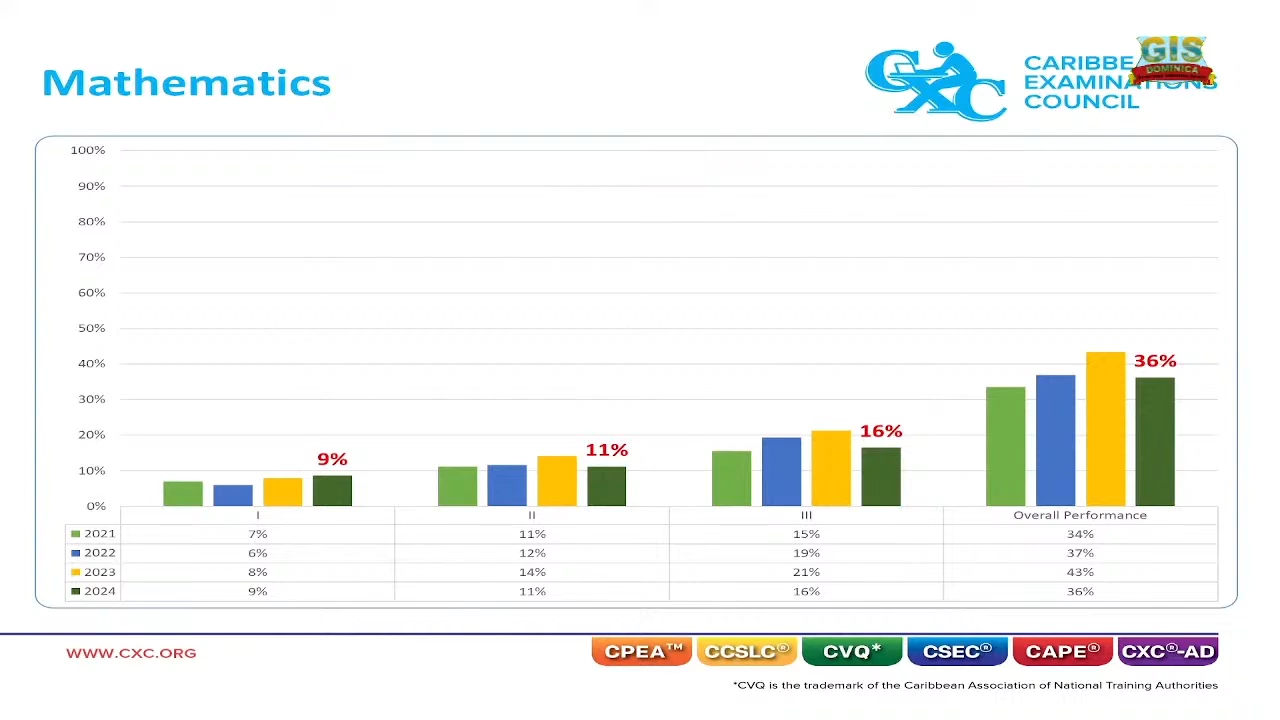 Mathematics
CXC
CARIBBE
EXAMINATIONS
COUNCIL
GIS
DOMINICA
100%
90%
80%
70%
60%
50%
40%
30%
20%
10%
0%
9%
11%
16%
36%
I II III Overall Performance
2021 7% 11% 15% 34%
2022 6% 12% 19% 37%
2023 8% 14% 21% 43%
2024 9% 11% 16% 36%
WWW.CXC.ORG
CPEA™ CCSLC® CVQ* CSEC® CAPE® CXC®-AD
*CVQ is the trademark of the Caribbean Association of National Training Authorities